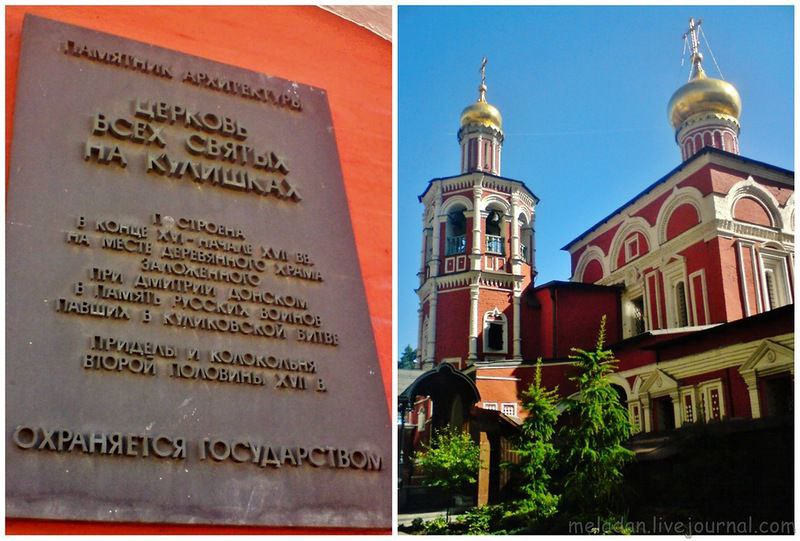 ПАМЯТНИК АРХИТЕКТУРЫ
ЦЕРКОВЬ
ВСЕХ СВЯТЫХ
НА КУЛИШКАХ
ПОСТРОЕНА
В КОНЦЕ XVI–НАЧАЛЕ XVII ВВ.
НА МЕСТЕ ДЕРЕВЯННОГО ХРАМА
ЗАЛОЖЕННОГО
ПРИ ДМИТРИИ ДОНСКОМ
В ПАМЯТЬ РУССКИХ ВОИНОВ
ПАВШИХ В КУЛИКОВСКОЙ БИТВЕ
ПРИДЕЛЫ И КОЛОКОЛЬНЯ
ВТОРОЙ ПОЛОВИНЫ XVII В.
ОХРАНЯЕТСЯ ГОСУДАРСТВОМ
meladan.livejournal.com